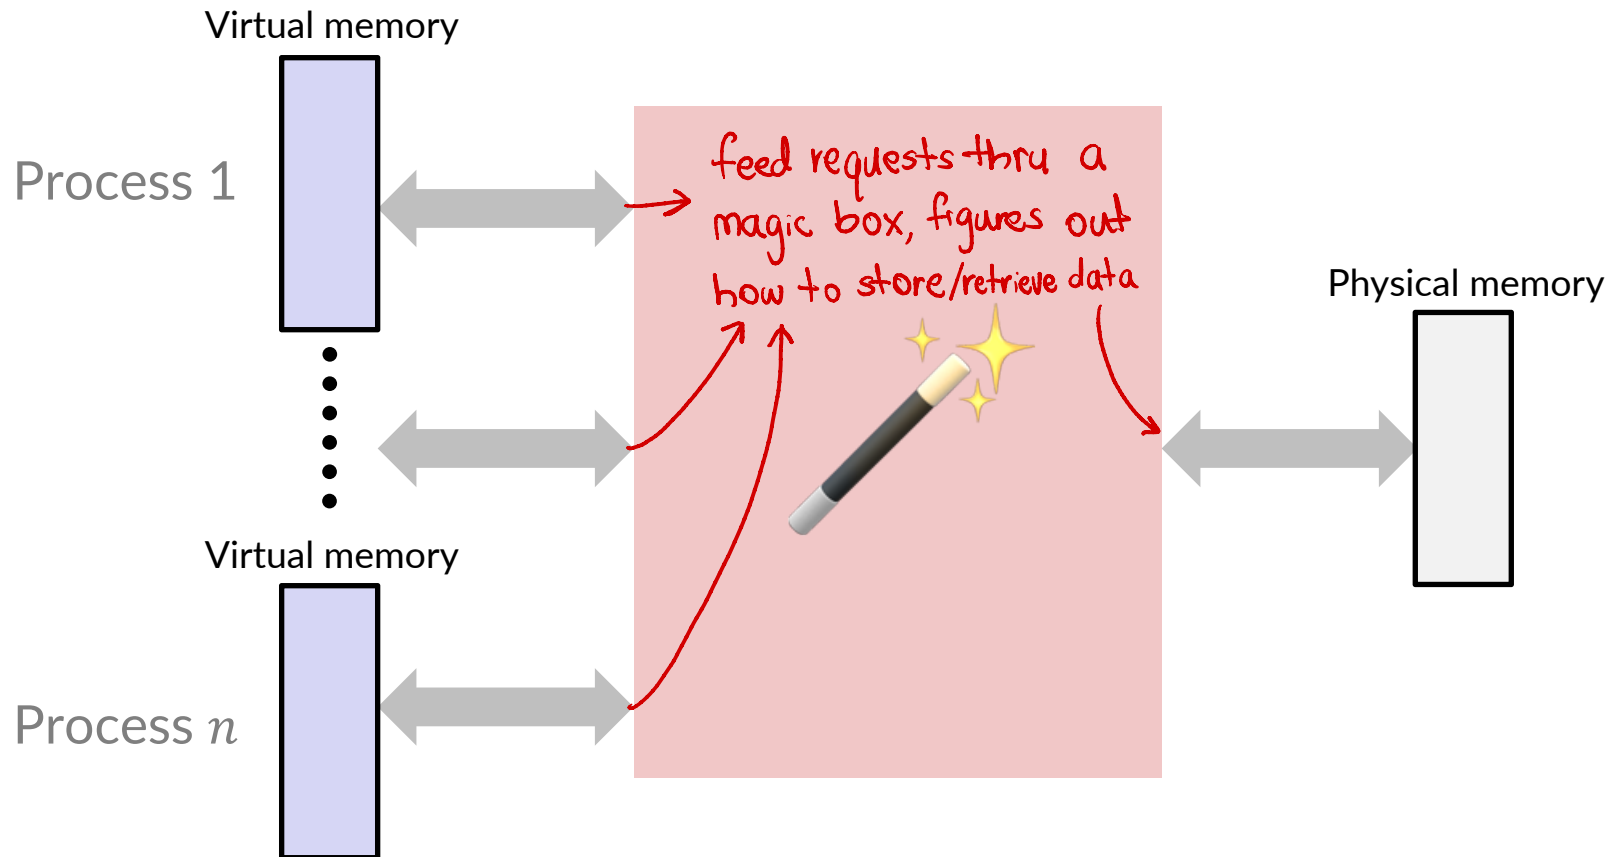 Virtual memory
Process 1
feed requests thru a
magic box, figures out
how to store/retrieve data
Physical memory
Virtual memory
Process n